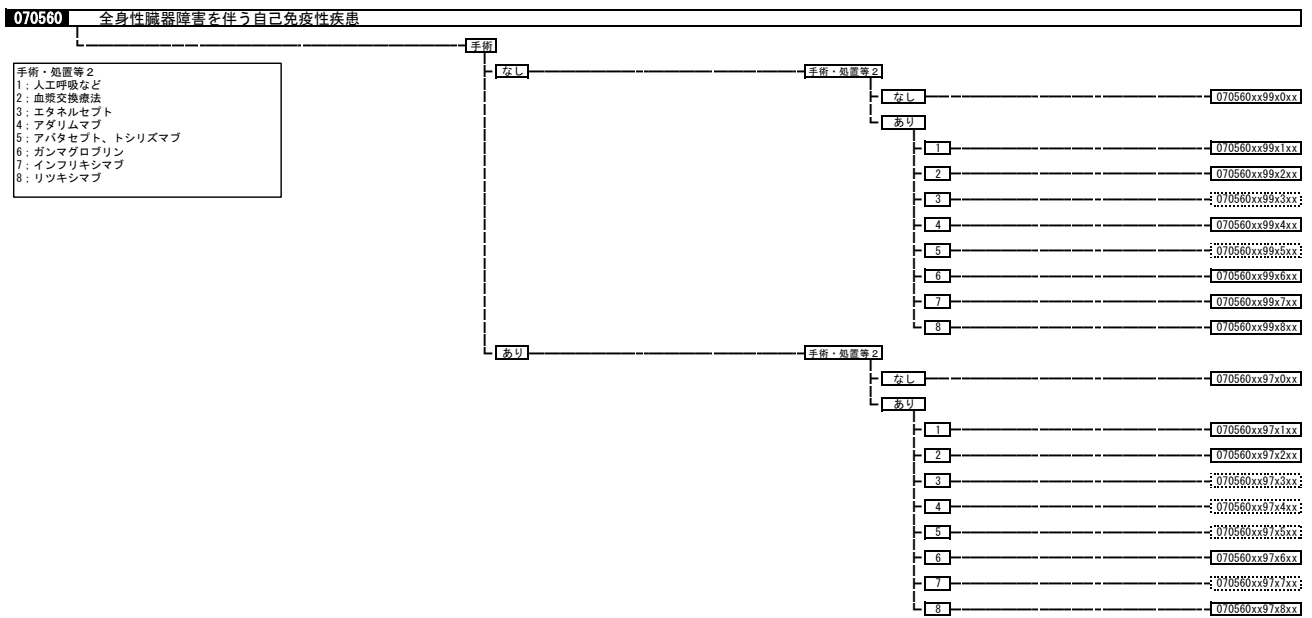 070560 全身性臓器障害を伴う自己免疫性疾患
手術
手術・処置等２
1：人工呼吸など
2：血漿交換療法
3：エタネルセプト
4：アダリムマブ
5：アバタセプト、トシリズマブ
6：ガンマグロブリン
7：インフリキシマブ
8：リツキシマブ
なし 手術・処置等２
なし 070560xx99x0xx
あり
1 070560xx99x1xx
2 070560xx99x2xx
3 070560xx99x3xx
4 070560xx99x4xx
5 070560xx99x5xx
6 070560xx99x6xx
7 070560xx99x7xx
8 070560xx99x8xx
あり 手術・処置等２
なし 070560xx97x0xx
あり
1 070560xx97x1xx
2 070560xx97x2xx
3 070560xx97x3xx
4 070560xx97x4xx
5 070560xx97x5xx
6 070560xx97x6xx
7 070560xx97x7xx
8 070560xx97x8xx